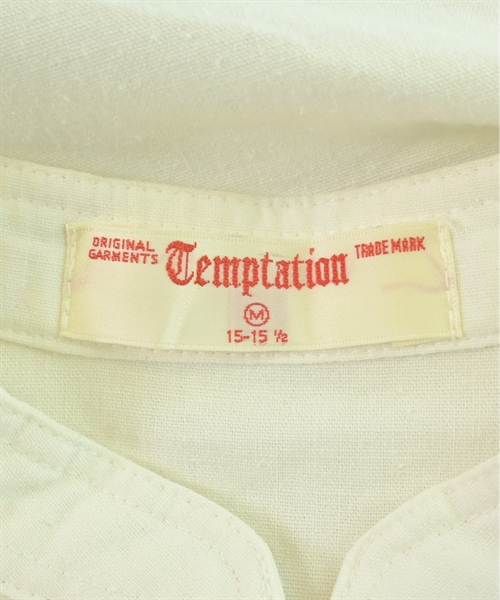 ORIGINAL GARMENTS
Temptation
TRADE MARK
M
15-15 ½